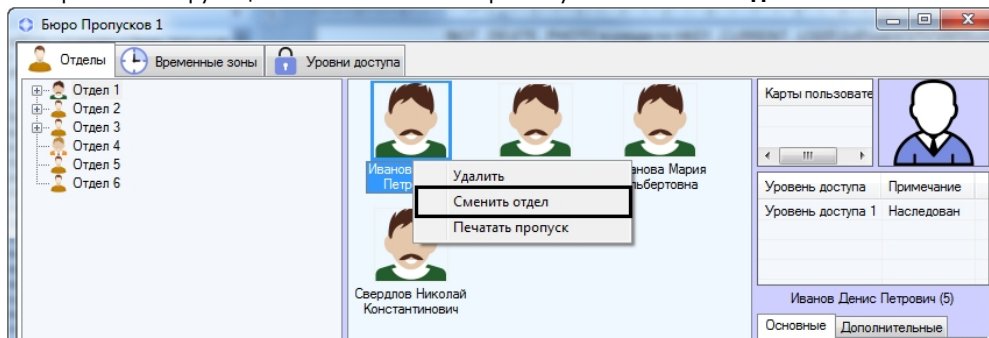 Бюро Пропусков 1
Отделы
Временные зоны
Уровни доступа
Отдел 1
Отдел 2
Отдел 3
Отдел 4
Отдел 5
Отдел 6
Иванов
Петр
анова Мария
льбертовна
Свердлов Николай
Константинович
Удалить
Сменить отдел
Печатать пропуск
Карты пользовате
Уровень доступа Примечание
Уровень доступа 1 Наследован
Иванов Денис Петрович (5)
Основные Дополнительные